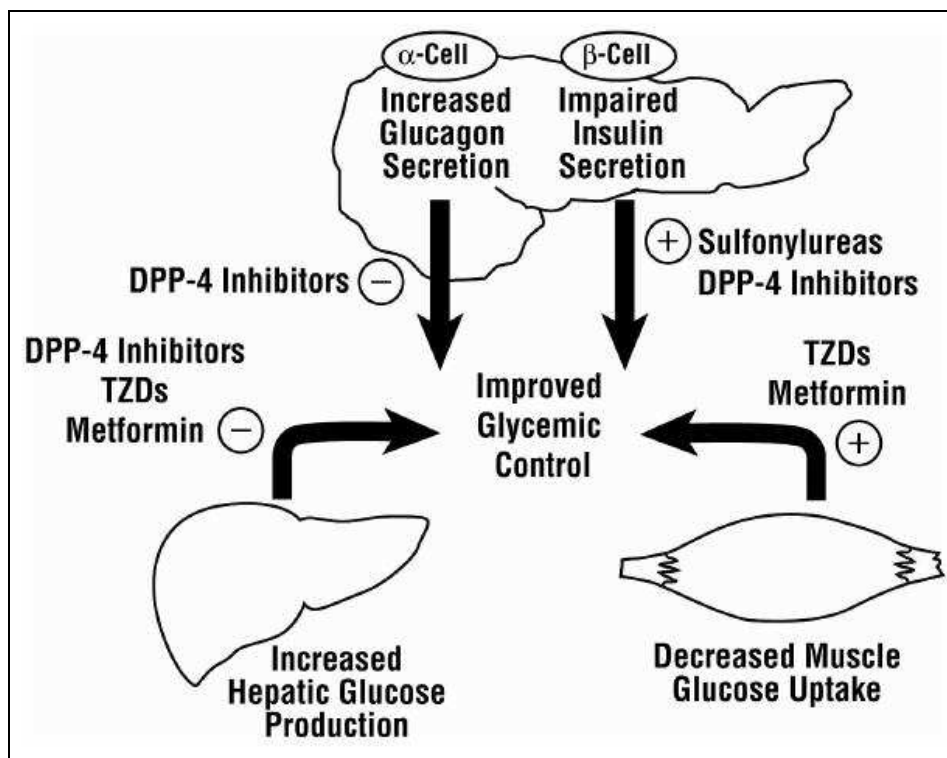 α-Cell
β-Cell
Increased
Glucagon
Secretion
Impaired
Insulin
Secretion
DPP-4 Inhibitors −
+ Sulfonylureas
DPP-4 Inhibitors
DPP-4 Inhibitors
TZDs
Metformin −
Improved
Glycemic
Control
TZDs
Metformin
+
Increased
Hepatic Glucose
Production
Decreased Muscle
Glucose Uptake